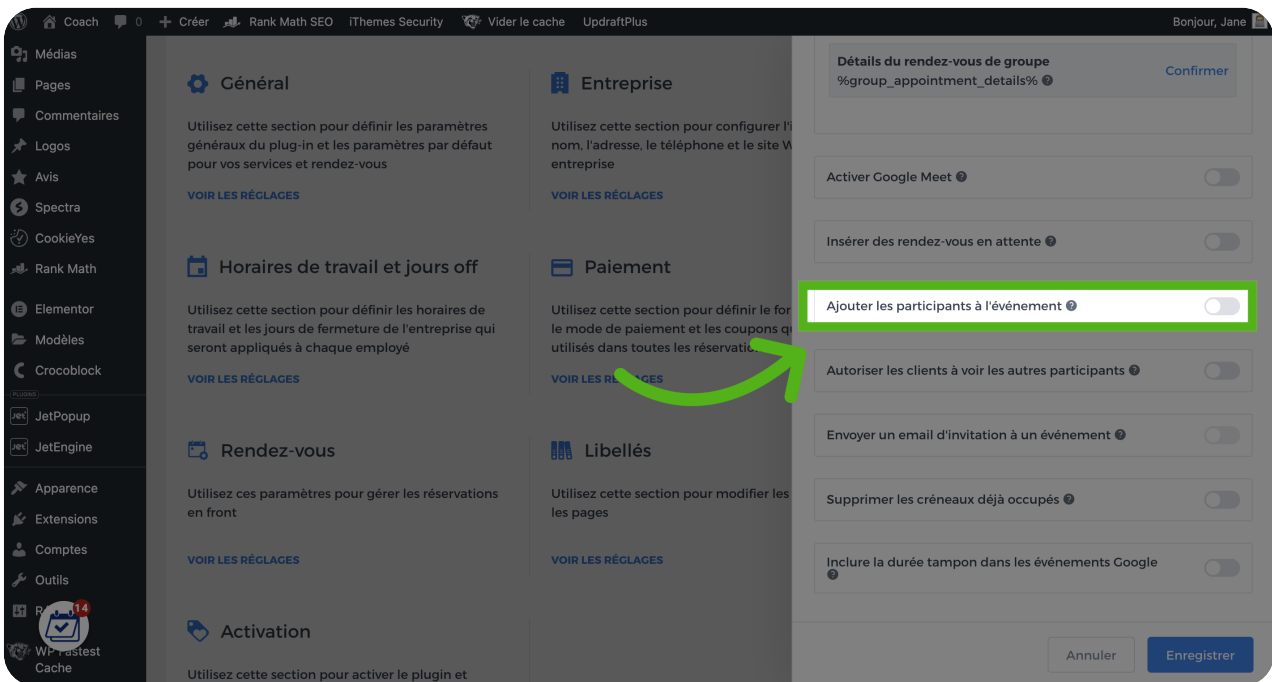 Coach
0
Créer
Rank Math SEO
iThemes Security
Vider le cache
UpdraftPlus
Bonjour, Jane
Médias
Pages
Commentaires
Logos
Avis
Spectra
CookieYes
Rank Math
Elementor
Modèles
Crocoblock
PLUGINS
JetPopup
JetEngine
Apparence
Extensions
Comptes
Outils
14
WP Fastest
Cache
Général
Utilisez cette section pour définir les paramètres
généraux du plug-in et les paramètres par défaut
pour vos services et rendez-vous
VOIR LES RÉGLAGES
Entreprise
Utilisez cette section pour configurer l'i
nom, l'adresse, le téléphone et le site W
entreprise
VOIR LES RÉGLAGES
Horaires de travail et jours off
Utilisez cette section pour définir les horaires de
travail et les jours de fermeture de l'entreprise qui
seront appliqués à chaque employé
VOIR LES RÉGLAGES
Paiement
Utilisez cette section pour définir le for
le mode de paiement et les coupons qu
utilisés dans toutes les
VOIR LES
Rendez-vous
Utilisez ces paramètres pour gérer les réservations
en front
VOIR LES RÉGLAGES
Libellés
Utilisez cette section pour modifier les
les pages
VOIR LES RÉGLAGES
Activation
Utilisez cette section pour activer le plugin et
Détails du rendez-vous de groupe
%group_appointment_details%
Confirmer
Activer Google Meet
Insérer des rendez-vous en attente
Ajouter les participants à l'événement
Autoriser les clients à voir les autres participants
Envoyer un email d'invitation à un événement
Supprimer les créneaux déjà occupés
Inclure la durée tampon dans les événements Google
Annuler
Enregistrer